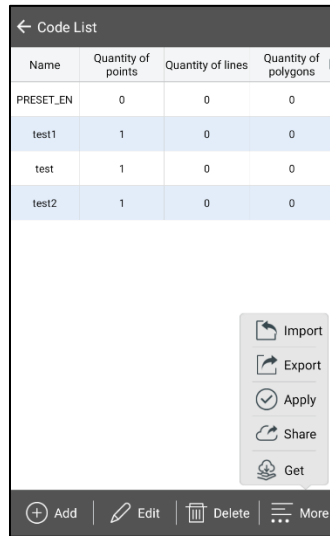 Code List
Name Quantity of points Quantity of lines Quantity of polygons
PRESET_EN 0 0 0
test1 1 0 0
test 1 0 0
test2 1 0 0
Import
Export
Apply
Share
Get
Add Edit Delete More